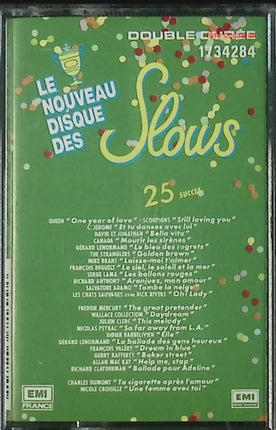 DOUBLE DUREE
1734284
LE
NOUVEAU
DISQUE
DES
Slows
25 succès
QUEEN "One year of love" - SCORPIONS "Still loving you"
C. JEROME "Et tu danses avec lui"
DAVID ET JONATHAN "Bella vita"
CANADA "Mourir les sirènes"
GERARD LENORMAND "Le bleu des regrets"
THE STRANGLERS "Golden brown"
MIKE BRANT "Laisse-moi t'aimer"
FRANCOIS DEGUELT "Le ciel, le soleil et la mer"
SERGE LAMA "Les ballons rouges"
RICHARD ANTHONY "Aranjuez, mon amour"
SALVATORE ADAMO "Tombe la neige"
LES CHATS SAUVAGES avec DICK RIVERS "Oh! Lady"
FREDDIE MERCURY "The great pretender"
WALLACE COLLECTION "Daydream"
JULIEN CLERC "This melody"
NICOLAS PEYRAC "So far away from L.A."
DIDIER BARBELIVIEN "Elle"
GERARD LENORMAND "La ballade des gens heureux"
FRANÇOIS VALERY "Dream in blue"
GERRY RAFFERTY "Baker street"
ALLAN MAC KAY "Help me, stay"
RICHARD CLAYDERMAN "Ballade pour Adeline"
CHARLES DUMONT "Ta cigarette après l'amour"
NICOLE CROISILLE "Une femme avec toi"
EMI
FRANCE
EMI